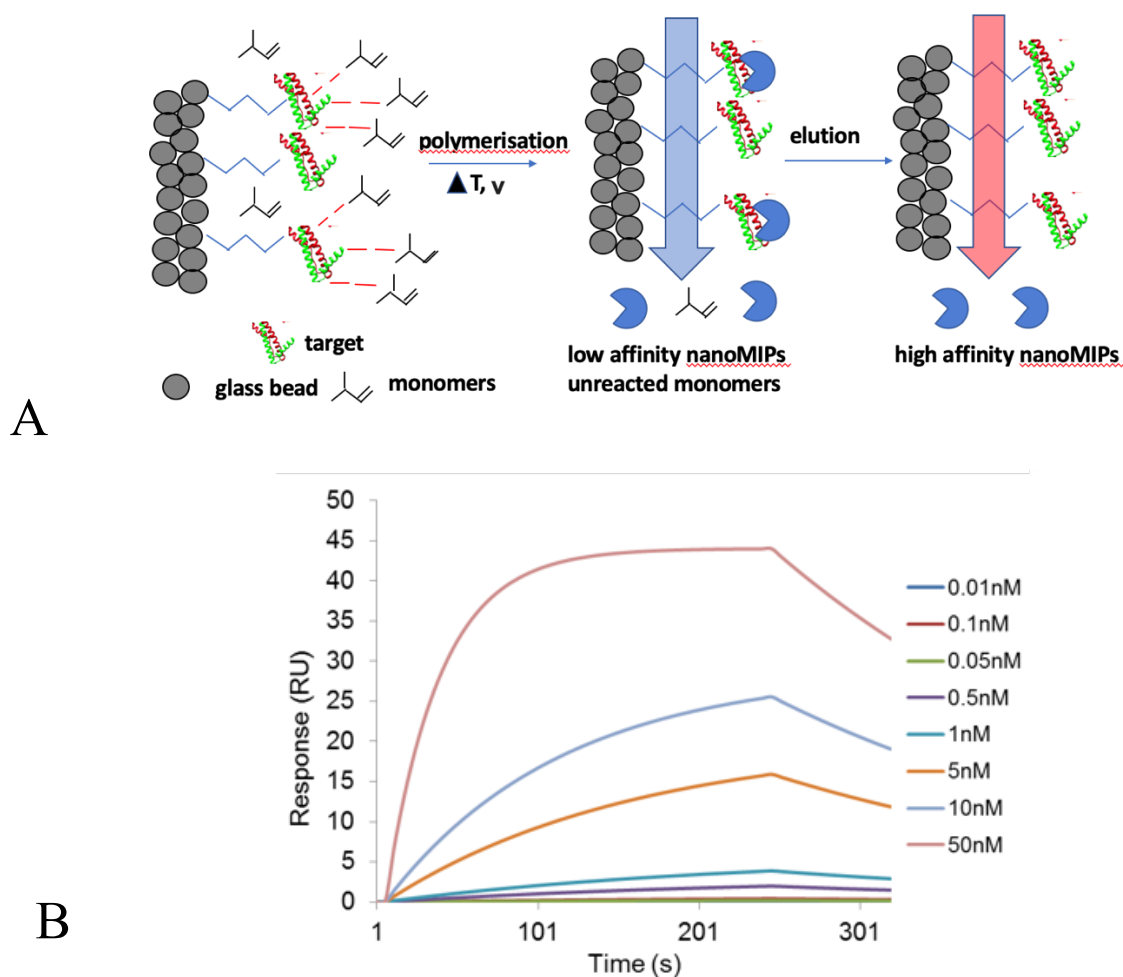 polymerisation
▲ T, v
elution
target
glass bead
monomers
low affinity nanoMIPs
unreacted monomers
high affinity nanoMIPs
A
50
45
40
35
30
25
20
15
10
5
0
Response (RU)
1 101 201 301
Time (s)
0.01nM
0.1nM
0.05nM
0.5nM
1nM
5nM
10nM
50nM
B